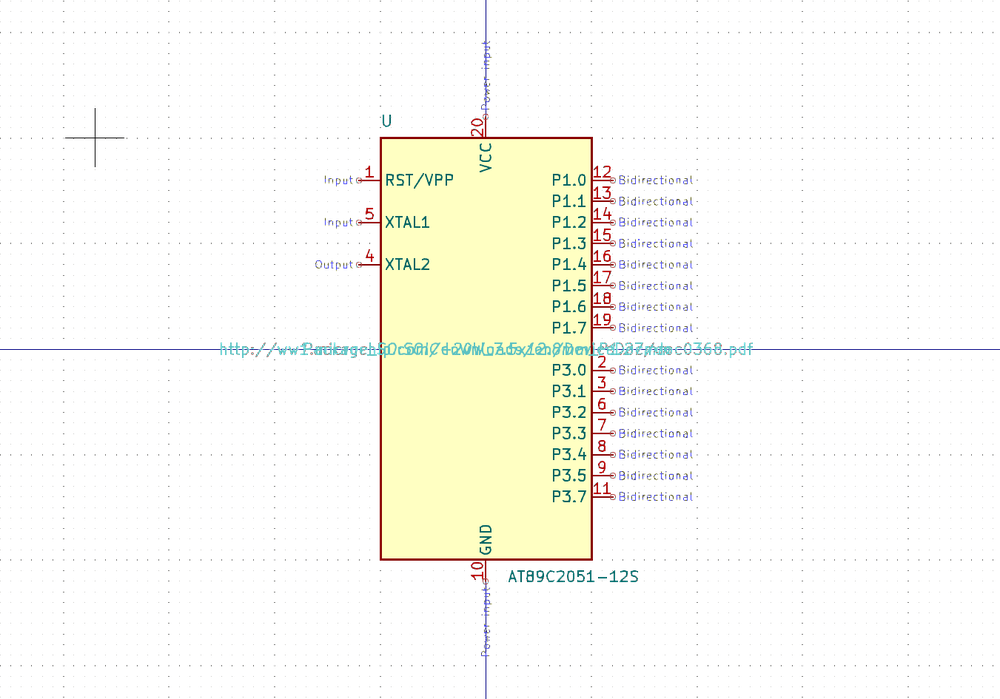 Power input
U
20
VCC
Input 1 RST/VPP P1.0 12 Bidirectional
P1.1 13 Bidirectional
Input 5 XTAL1 P1.2 14 Bidirectional
P1.3 15 Bidirectional
Output 4 XTAL2 P1.4 16 Bidirectional
P1.5 17 Bidirectional
P1.6 18 Bidirectional
P1.7 19 Bidirectional
P3.0 2 Bidirectional
P3.1 3 Bidirectional
P3.2 6 Bidirectional
P3.3 7 Bidirectional
P3.4 8 Bidirectional
P3.5 9 Bidirectional
P3.7 11 Bidirectional
GND
10
AT89C2051-12S
Power input